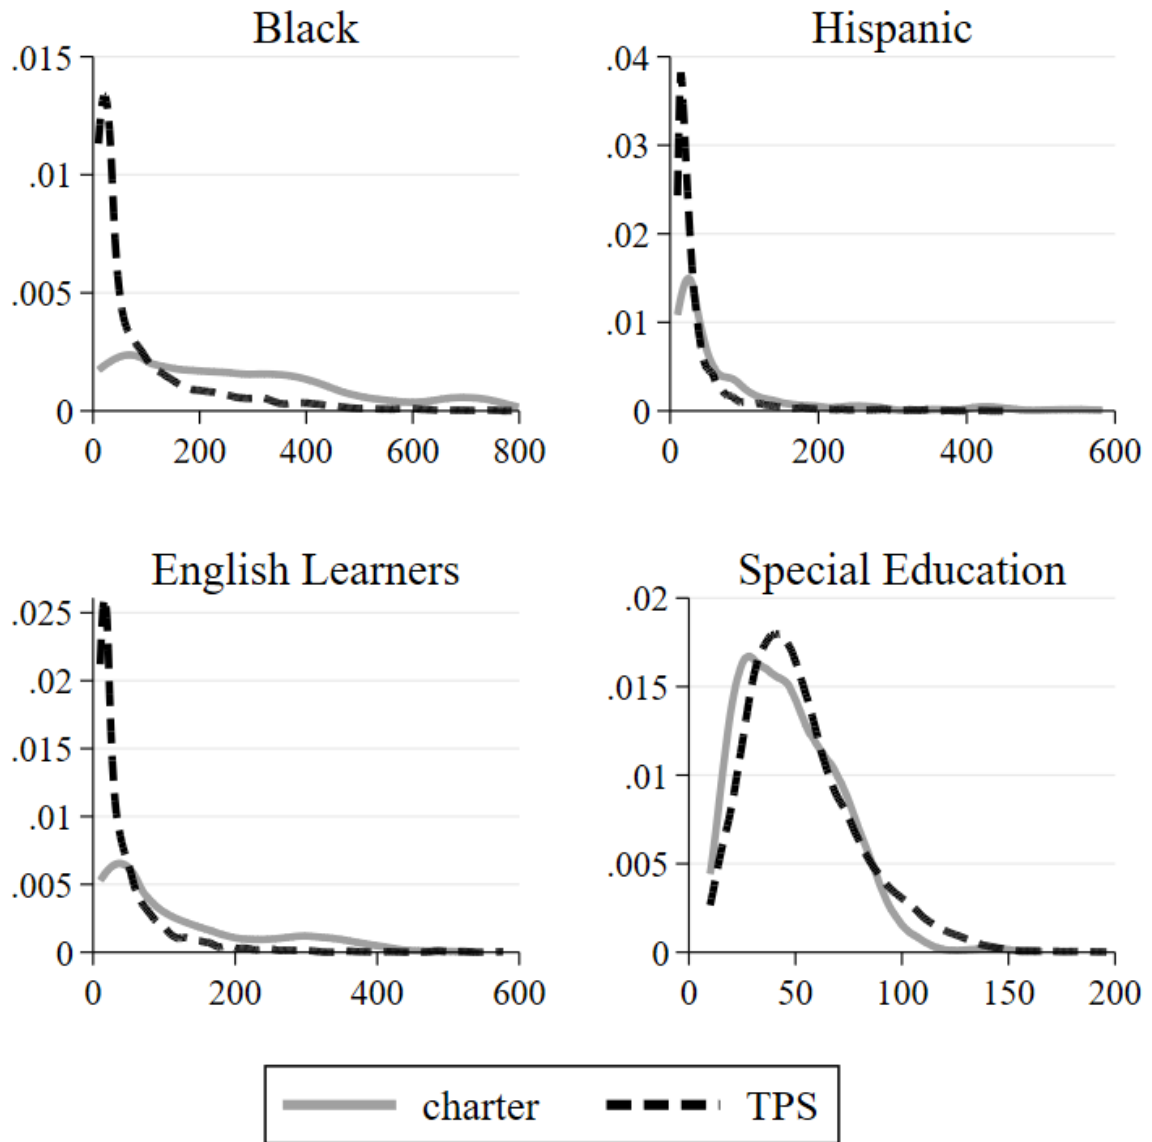 Black
.015
.01
.005
0
0 200 400 600 800
Hispanic
.04
.03
.02
.01
0
0 200 400 600
English Learners
.025
.02
.015
.01
.005
0
0 200 400 600
Special Education
.02
.015
.01
.005
0
0 50 100 150 200
charter TPS